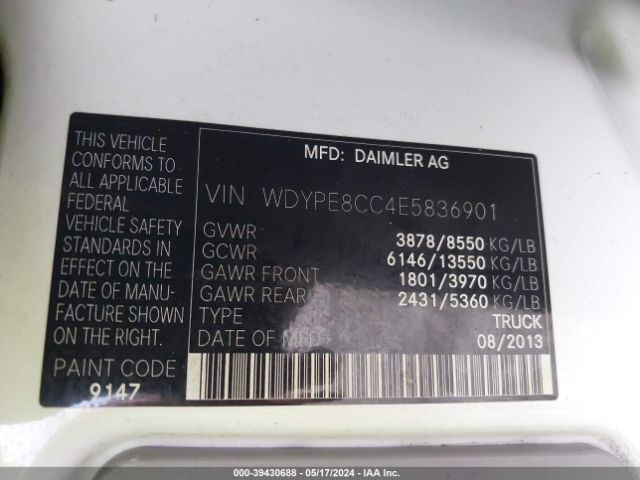 THIS VEHICLE
CONFORMS TO
ALL APPLICABLE
FEDERAL
VEHICLE SAFETY
STANDARDS IN
EFFECT ON THE
DATE OF MANU-
FACTURE SHOWN
ON THE RIGHT.
PAINT CODE
9147
MFD: DAIMLER AG
VIN WDYPE8CC4E5836901
GVWR 3878/8550 KG/LB
GCWR 6146/13550 KG/LB
GAWR FRONT 1801/3970 KG/LB
GAWR REAR 2431/5360 KG/LB
TYPE TRUCK
DATE OF MFD 08/2013
000-39430688 - 05/17/2024 - IAAI.COM